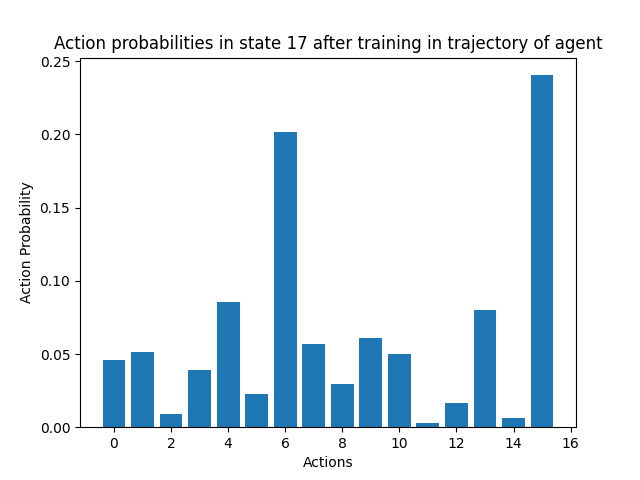 Action probabilities in state 17 after training in trajectory of agent
0.25
0.20
0.15
0.10
0.05
0.00
Action Probability
0 2 4 6 8 10 12 14 16
Actions